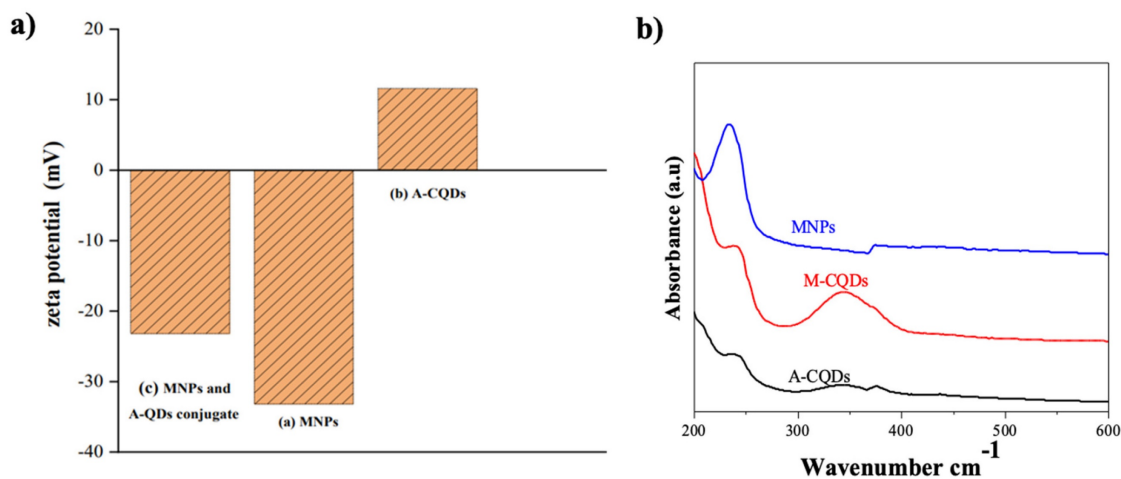 a)
20
10
0
-10
-20
-30
-40
zeta potential (mV)
(b) A-CQDs
(c) MNPs and
A-QDs conjugate
(a) MNPs
b)
Absorbance (a.u)
MNPs
M-CQDs
A-CQDs
200
300
400
500
600
Wavenumber cm-1